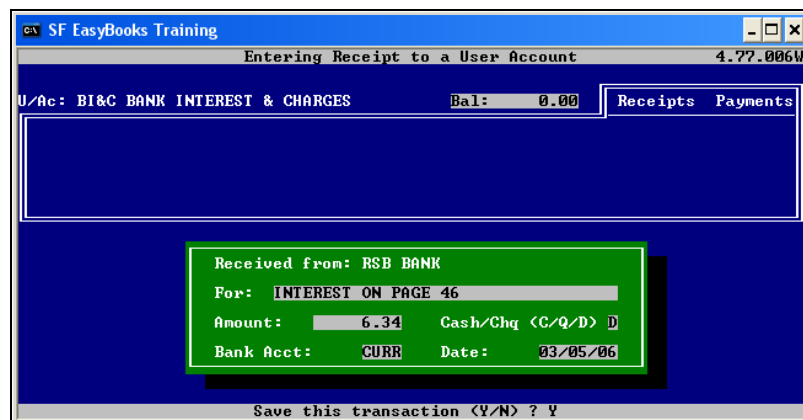 SF EasyBooks Training
Entering Receipt to a User Account 4.77.006W
U/Ac: BI&C BANK INTEREST & CHARGES Bal: 0.00 Receipts Payments
Received from: RSB BANK
For: INTEREST ON PAGE 46
Amount: 6.34 Cash/Chq (C/Q/D) D
Bank Acct: CURR Date: 03/05/06
Save this transaction (Y/N) ? Y